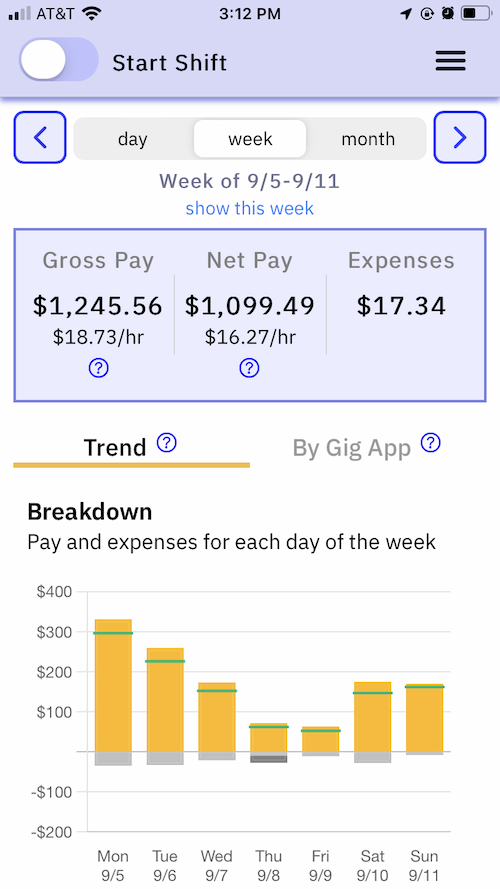 AT&T 3:12 PM
Start Shift
day week month
Week of 9/5-9/11
show this week
Gross Pay Net Pay Expenses
$1,245.56 $1,099.49 $17.34
$18.73/hr $16.27/hr
? ?
Trend ? By Gig App ?
Breakdown
Pay and expenses for each day of the week
$400
$300
$200
$100
-$100
-$200
Mon Tue Wed Thu Fri Sat Sun
9/5 9/6 9/7 9/8 9/9 9/10 9/11